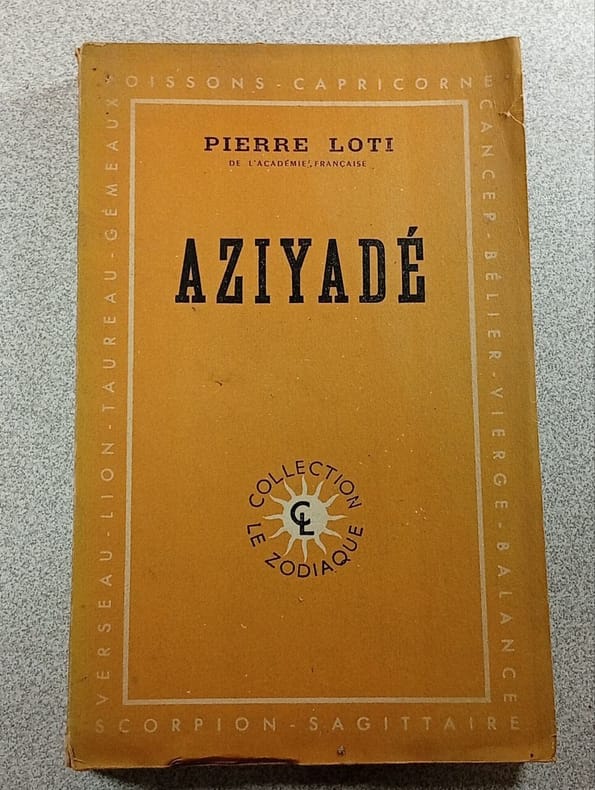 POISSONS - CAPRICORNE
CANCER - BÉLIER - VIERGE - BALANCE
VERSEAU - LION - TAUREAU - GÉMEAUX
SCORPION - SAGITTAIRE
PIERRE LOTI
DE L'ACADÉMIE FRANÇAISE
AZIYADÉ
COLLECTION
CL
LE ZODIAQUE